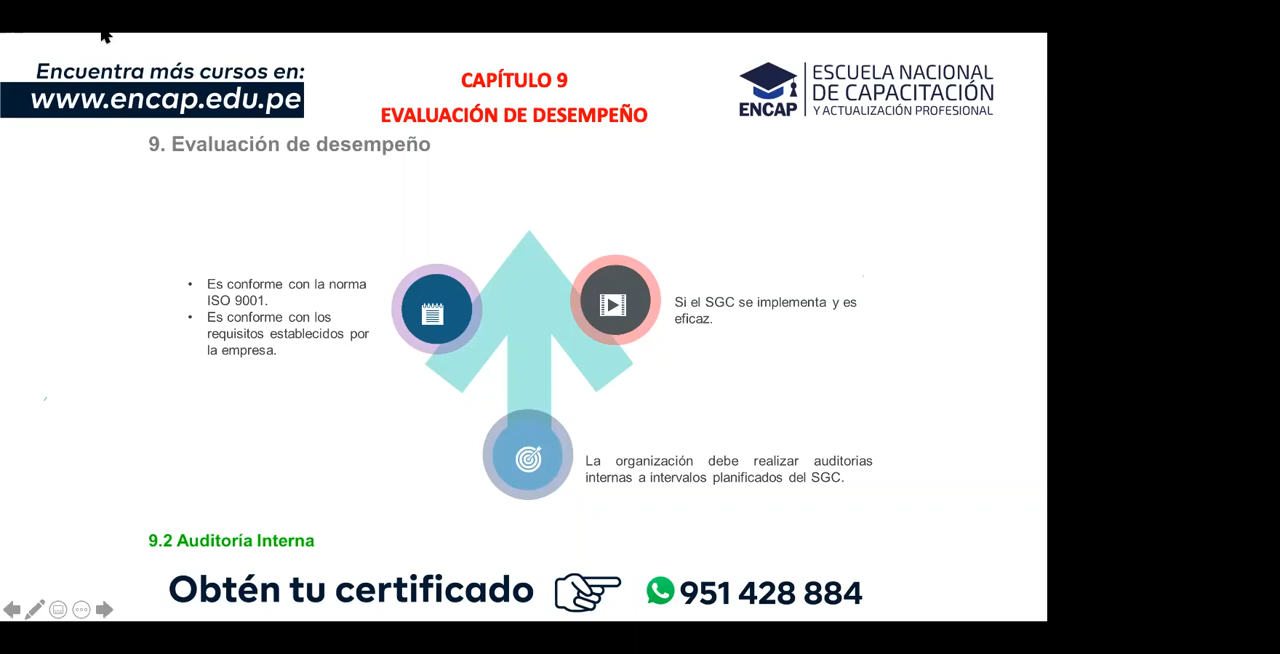 Encuentra más cursos en:
www.encap.edu.pe
CAPÍTULO 9
EVALUACIÓN DE DESEMPEÑO
ENCAP
ESCUELA NACIONAL
DE CAPACITACIÓN
Y ACTUALIZACIÓN PROFESIONAL
9. Evaluación de desempeño
• Es conforme con la norma
ISO 9001.
• Es conforme con los
requisitos establecidos por
la empresa.
Si el SGC se implementa y es
eficaz.
La organización debe realizar auditorias
internas a intervalos planificados del SGC.
9.2 Auditoría Interna
Obtén tu certificado
951 428 884